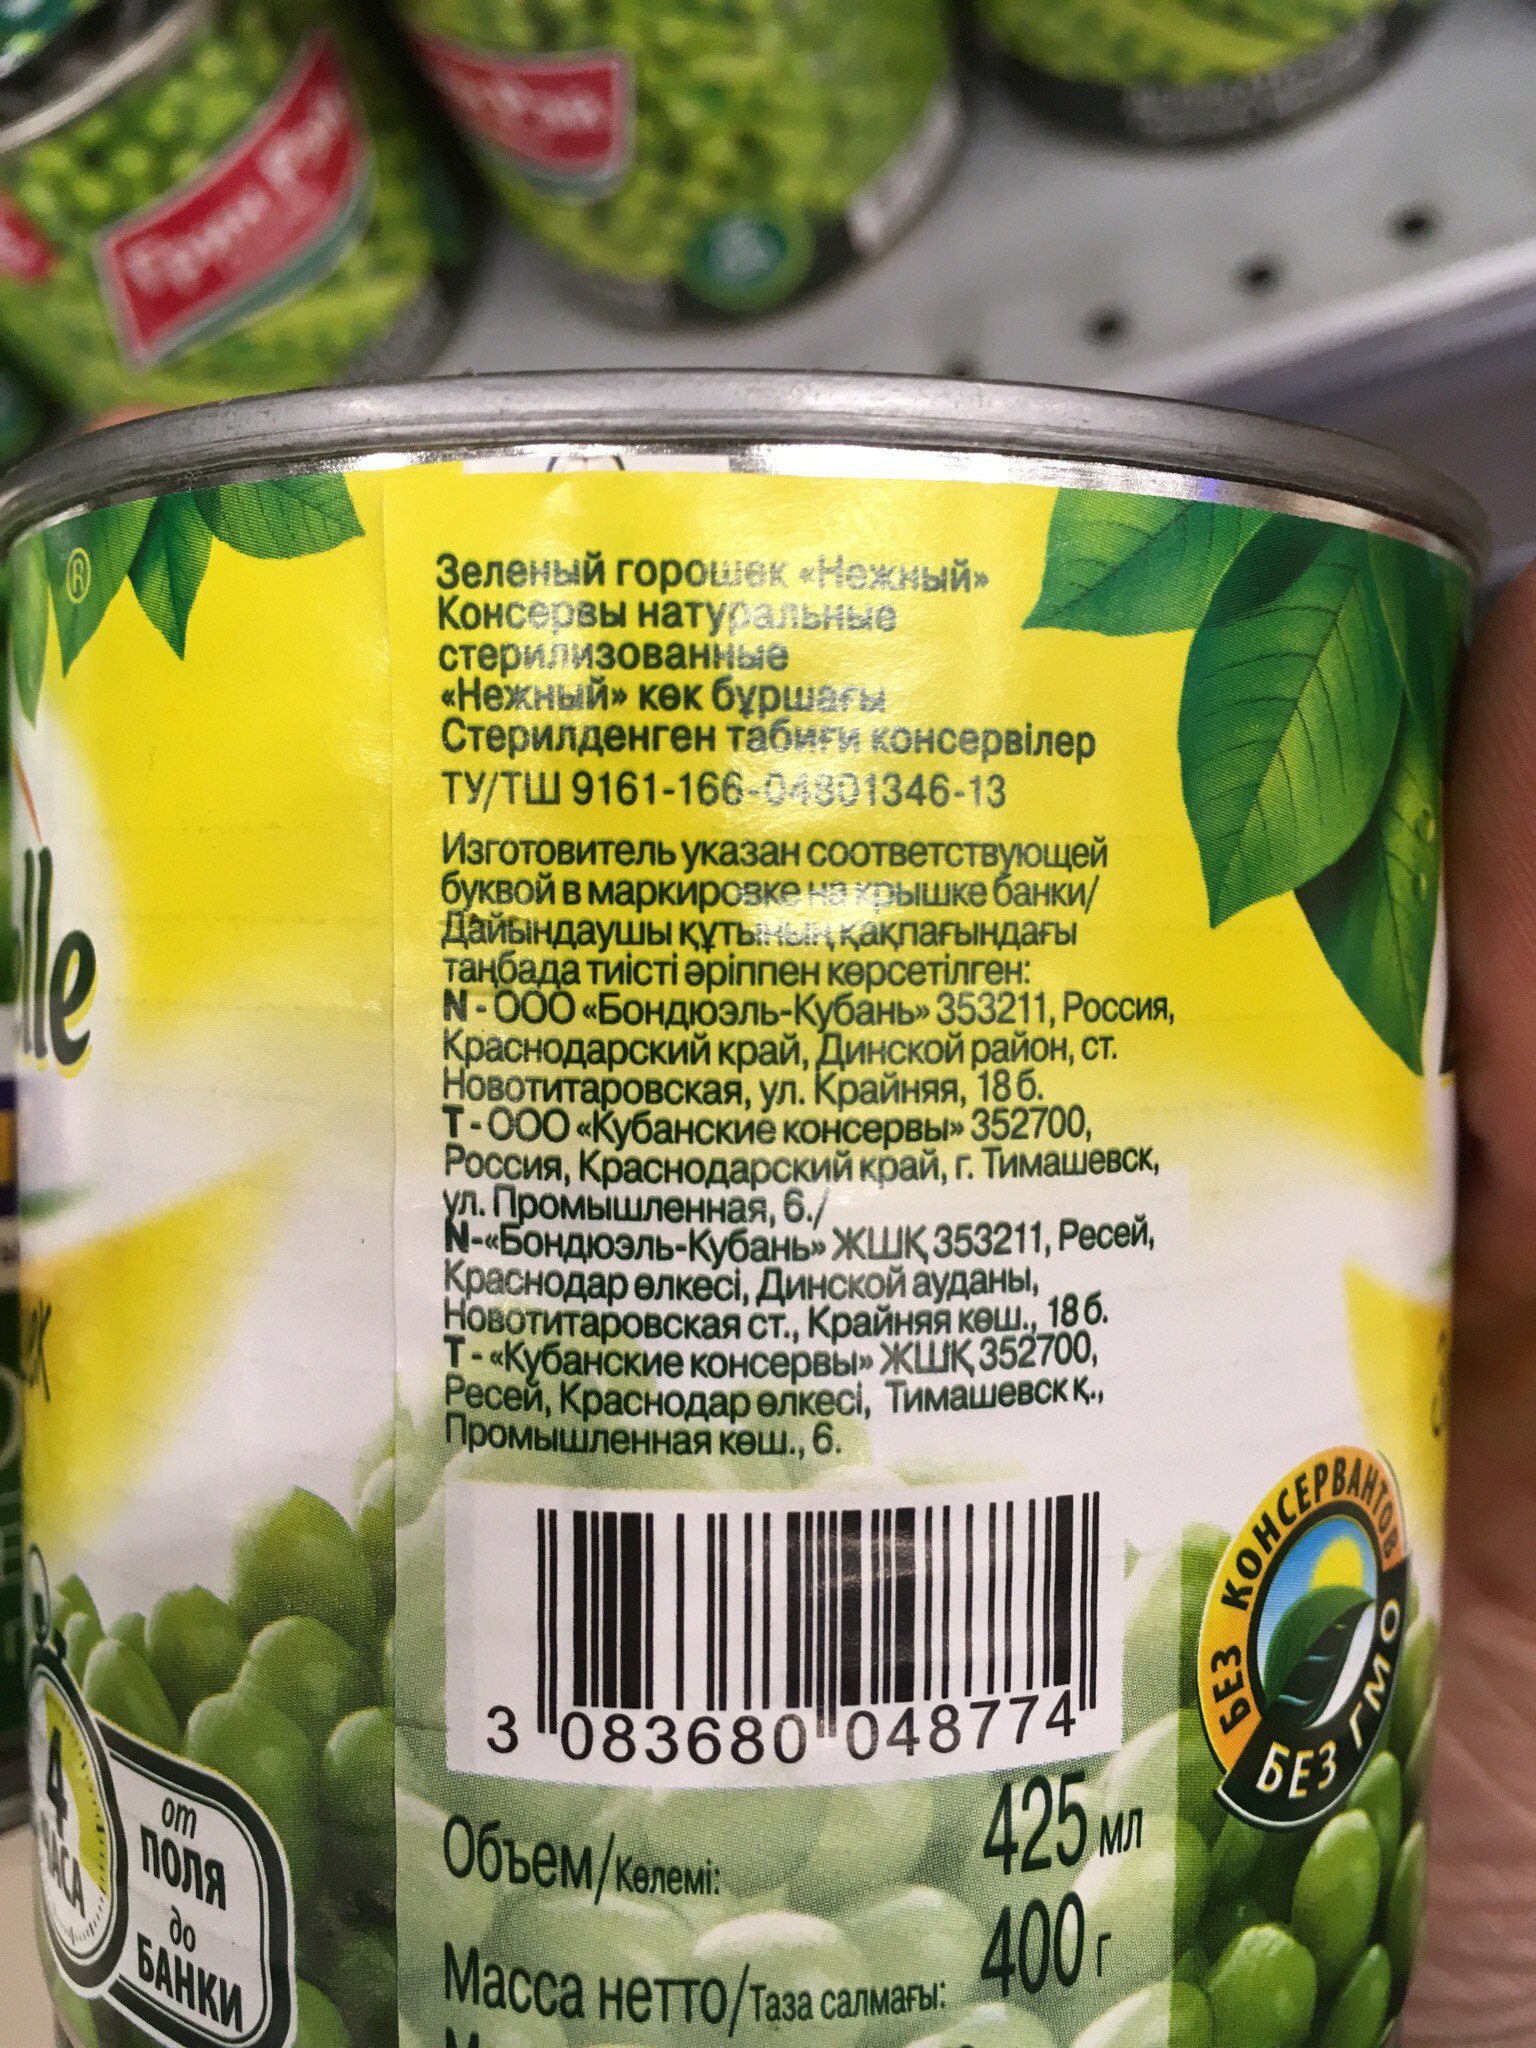 ®
lle
Зеленый горошек «Нежный»
Консервы натуральные
стерилизованные
«Нежный» көк бұршағы
Стерилденген табиғи консервілер
ТУ/ТШ 9161-166-04801346-13
Изготовитель указан соответствующей
буквой в маркировке на крышке банки/
Дайындаушы құтының қақпағындағы
таңбада тиісті әріппен көрсетілген:
N - ООО «Бондюэль-Кубань» 353211, Россия,
Краснодарский край, Динской район, ст.
Новотитаровская, ул. Крайняя, 18 б.
Т - ООО «Кубанские консервы» 352700,
Россия, Краснодарский край, г. Тимашевск,
ул. Промышленная, 6./
N-«Бондюэль-Кубань» ЖШҚ 353211, Ресей,
Краснодар өлкесі, Динской ауданы,
Новотитаровская ст., Крайняя көш., 18 б.
Т - «Кубанские консервы» ЖШҚ 352700,
Ресей, Краснодар өлкесі, Тимашевск қ.,
Промышленная көш., 6.
3 083680 048774
БЕЗ КОНСЕРВАНТОВ
БЕЗ ГМО
4 ЧАСА
от
ПОЛЯ
до
БАНКИ
Объем/Көлемі: 425 мл
Масса нетто/Таза салмағы: 400 г